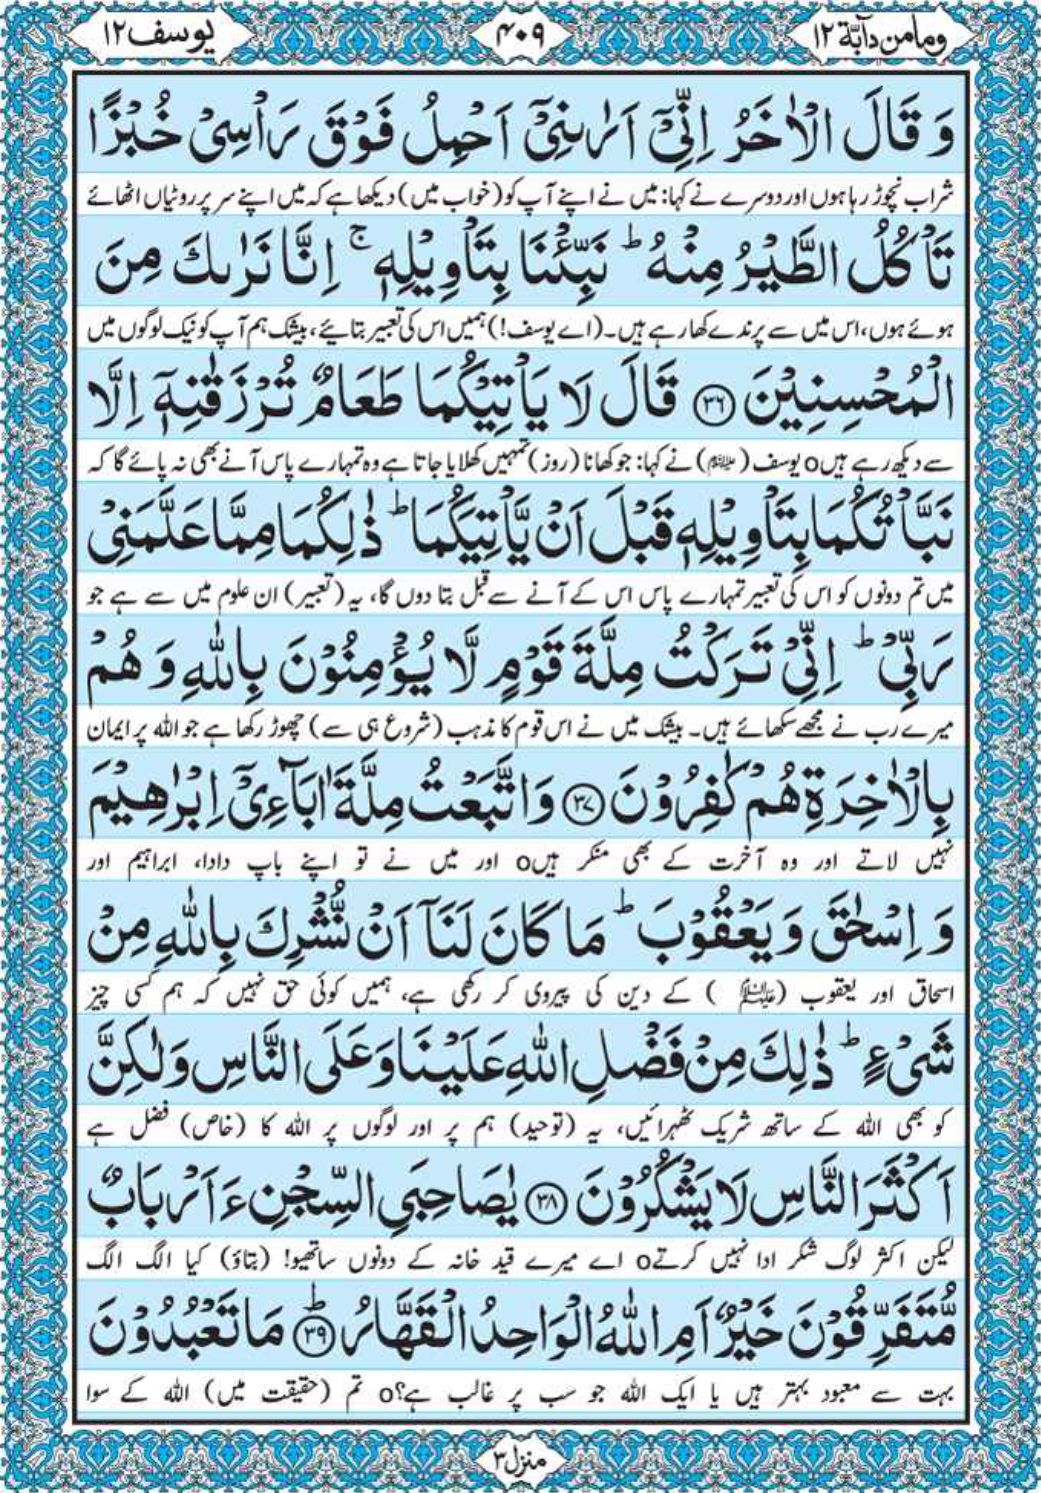 وما من دآبة ١٢
۴۰۹
يوسف ١٢
وَ قَالَ الْاٰخَرُ اِنِّیْۤ اَرٰىنِیْۤ اَحْمِلُ فَوْقَ رَاْسِیْ خُبْزًا
شراب نچوڑ رہا ہوں اور دوسرے نے کہا: میں نے اپنے آپ کو (خواب میں) دیکھا ہے کہ میں اپنے سر پر روٹیاں اٹھائے
تَاْكُلُ الطَّیْرُ مِنْهُ ؕ نَبِّئْنَا بِتَاْوِیْلِهٖ ۚ اِنَّا نَرٰىكَ مِنَ
ہوئے ہوں، اس میں سے پرندے کھا رہے ہیں۔ (اے یوسف!) ہمیں اس کی تعبیر بتائیے، بیشک ہم آپ کو نیک لوگوں میں
الْمُحْسِنِیْنَ ﴿۳۶﴾ قَالَ لَا یَاْتِیْكُمَا طَعَامٌ تُرْزَقٰنِهٖۤ اِلَّا
سے دیکھ رہے ہیںo یوسف (علیہ السلام) نے کہا: جو کھانا (روز) تمہیں کھلایا جاتا ہے وہ تمہارے پاس آنے بھی نہ پائے گا کہ
نَبَّاْتُكُمَا بِتَاْوِیْلِهٖ قَبْلَ اَنْ یَّاْتِیَكُمَا ؕ ذٰلِكُمَا مِمَّا عَلَّمَنِیْ
میں تم دونوں کو اس کی تعبیر تمہارے پاس اس کے آنے سے قبل بتا دوں گا، یہ (تعبیر) ان علوم میں سے ہے جو
رَبِّیْ ؕ اِنِّیْ تَرَكْتُ مِلَّةَ قَوْمٍ لَّا یُؤْمِنُوْنَ بِاللّٰهِ وَ هُمْ
میرے رب نے مجھے سکھائے ہیں۔ بیشک میں نے اس قوم کا مذہب (شروع ہی سے) چھوڑ رکھا ہے جو اللہ پر ایمان
بِالْاٰخِرَةِ هُمْ كٰفِرُوْنَ ﴿۳۷﴾ وَ اتَّبَعْتُ مِلَّةَ اٰبَآءِیْۤ اِبْرٰهِیْمَ
نہیں لاتے اور وہ آخرت کے بھی منکر ہیںo اور میں نے تو اپنے باپ دادا، ابراہیم اور
وَ اِسْحٰقَ وَ یَعْقُوْبَ ؕ مَا كَانَ لَنَاۤ اَنْ نُّشْرِكَ بِاللّٰهِ مِنْ
اسحاق اور یعقوب (علیہم السلام) کے دین کی پیروی کر رکھی ہے، ہمیں کوئی حق نہیں کہ ہم کسی چیز
شَیْءٍ ؕ ذٰلِكَ مِنْ فَضْلِ اللّٰهِ عَلَیْنَا وَ عَلَی النَّاسِ وَ لٰكِنَّ
کو بھی اللہ کے ساتھ شریک ٹھہرائیں، یہ (توحید) ہم پر اور لوگوں پر اللہ کا (خاص) فضل ہے
اَكْثَرَ النَّاسِ لَا یَشْكُرُوْنَ ﴿۳۸﴾ یٰصَاحِبَیِ السِّجْنِ ءَاَرْبَابٌ
لیکن اکثر لوگ شکر ادا نہیں کرتےo اے میرے قید خانہ کے دونوں ساتھیو! (بتاؤ) کیا الگ الگ
مُّتَفَرِّقُوْنَ خَیْرٌ اَمِ اللّٰهُ الْوَاحِدُ الْقَهَّارُ ﴿ؕ۳۹﴾ مَا تَعْبُدُوْنَ
بہت سے معبود بہتر ہیں یا ایک اللہ جو سب پر غالب ہے؟o تم (حقیقت میں) اللہ کے سوا
منزل ۳